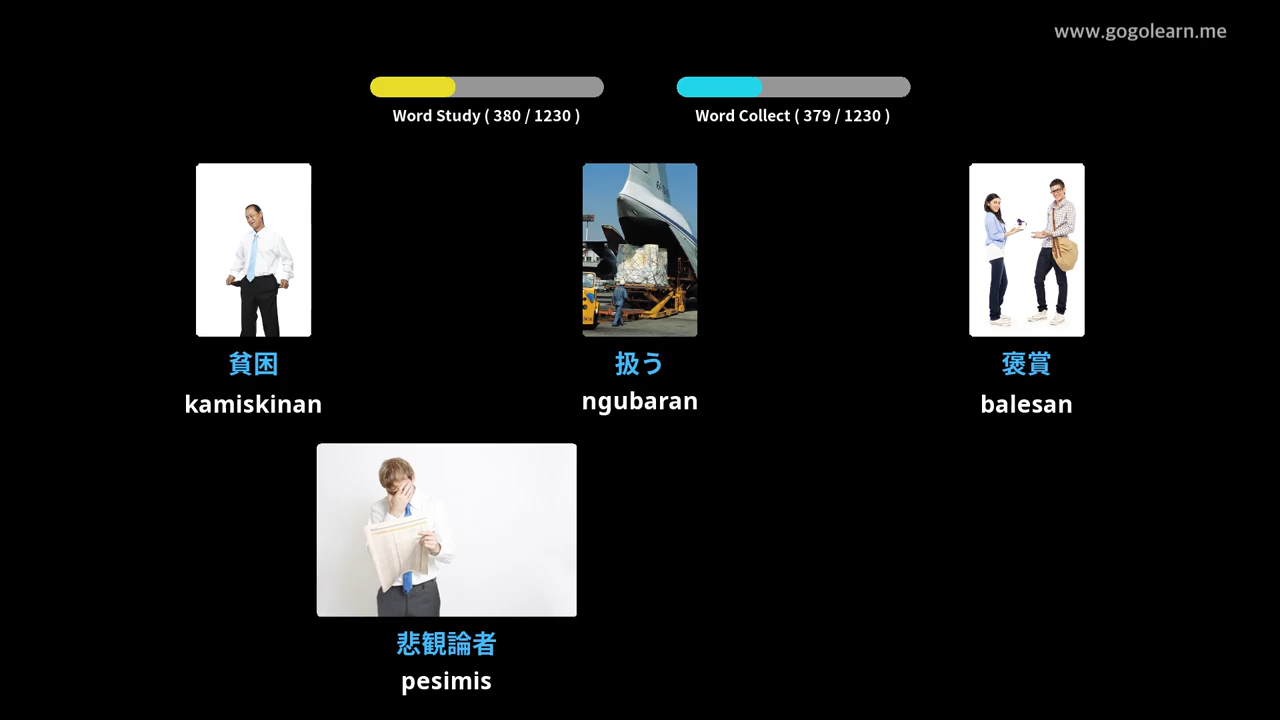 www.gogolearn.me
Word Study ( 380 / 1230 )
Word Collect ( 379 / 1230 )
貧困
kamiskinan
扱う
ngubaran
褒賞
balesan
悲観論者
pesimis